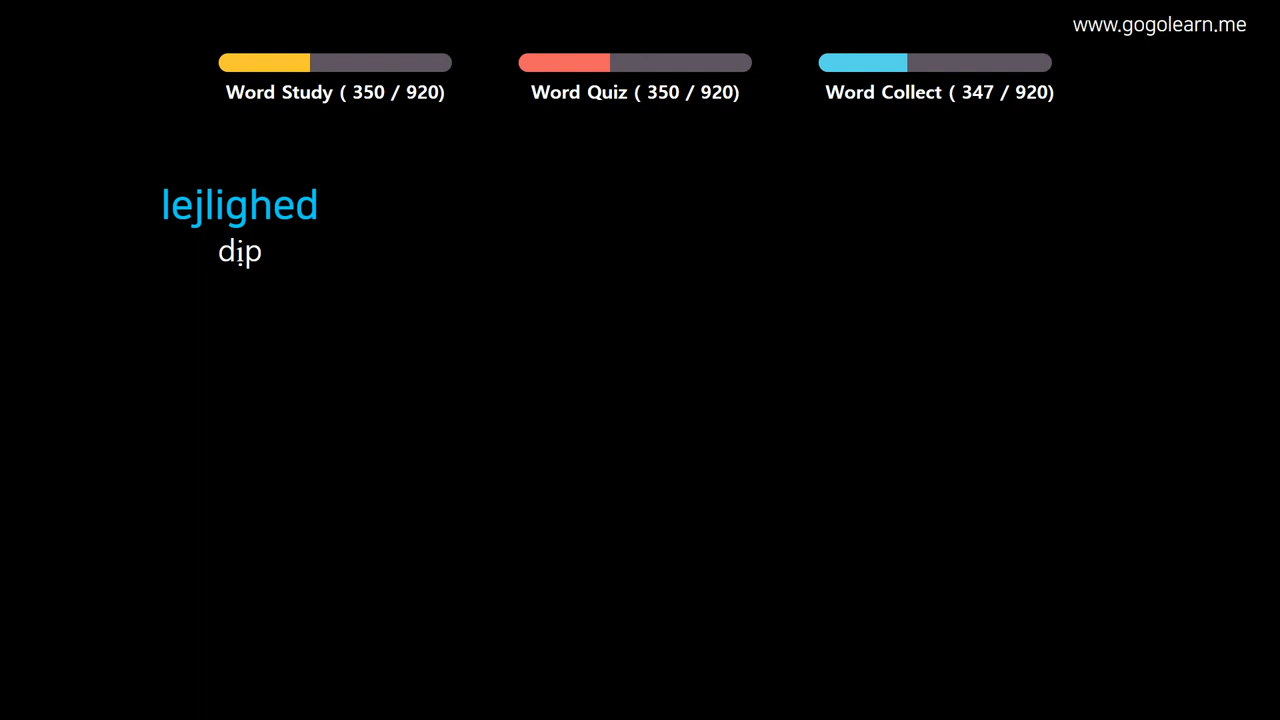 www.gogolearn.me
Word Study ( 350 / 920)
Word Quiz ( 350 / 920)
Word Collect ( 347 / 920)
lejlighed
dịp